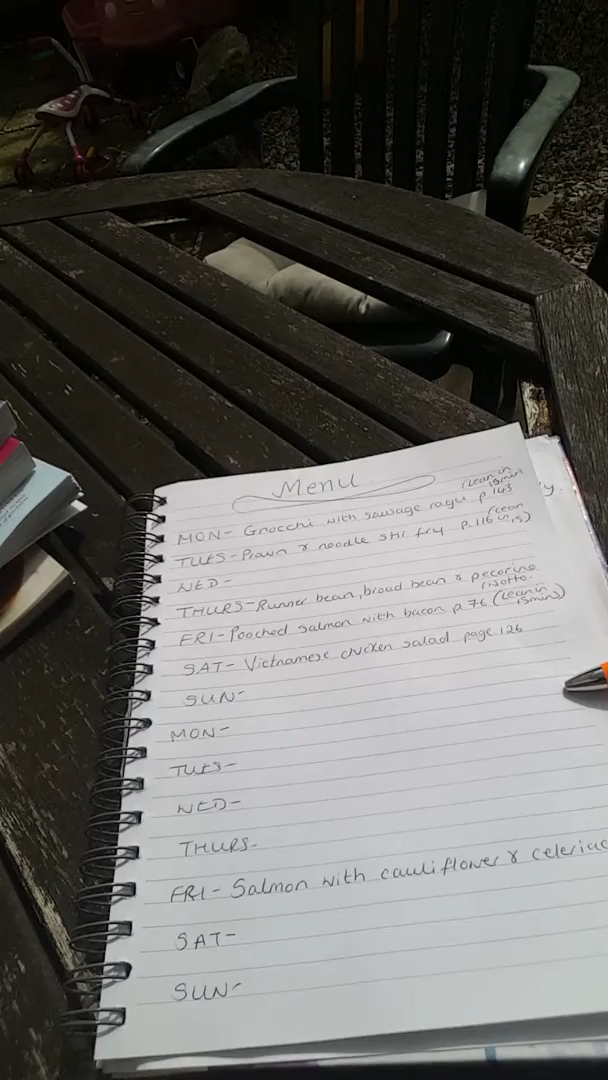 Menu
MON- Gnocchi with sausage ragu p 143 (Lean in 15mins
TUES- Prawn & noodle stir fry. p.116 (Lean in 15)
WED-
THURS- Runner bean, broad bean & pecorino risotto.
FRI- Poached salmon with bacon p 76 (Lean in 15mins)
SAT- Vietnamese chicken salad page 126
SUN-
MON-
TUES-
WED-
THURS-
FRI- Salmon with cauliflower & celeriac
SAT-
SUN-